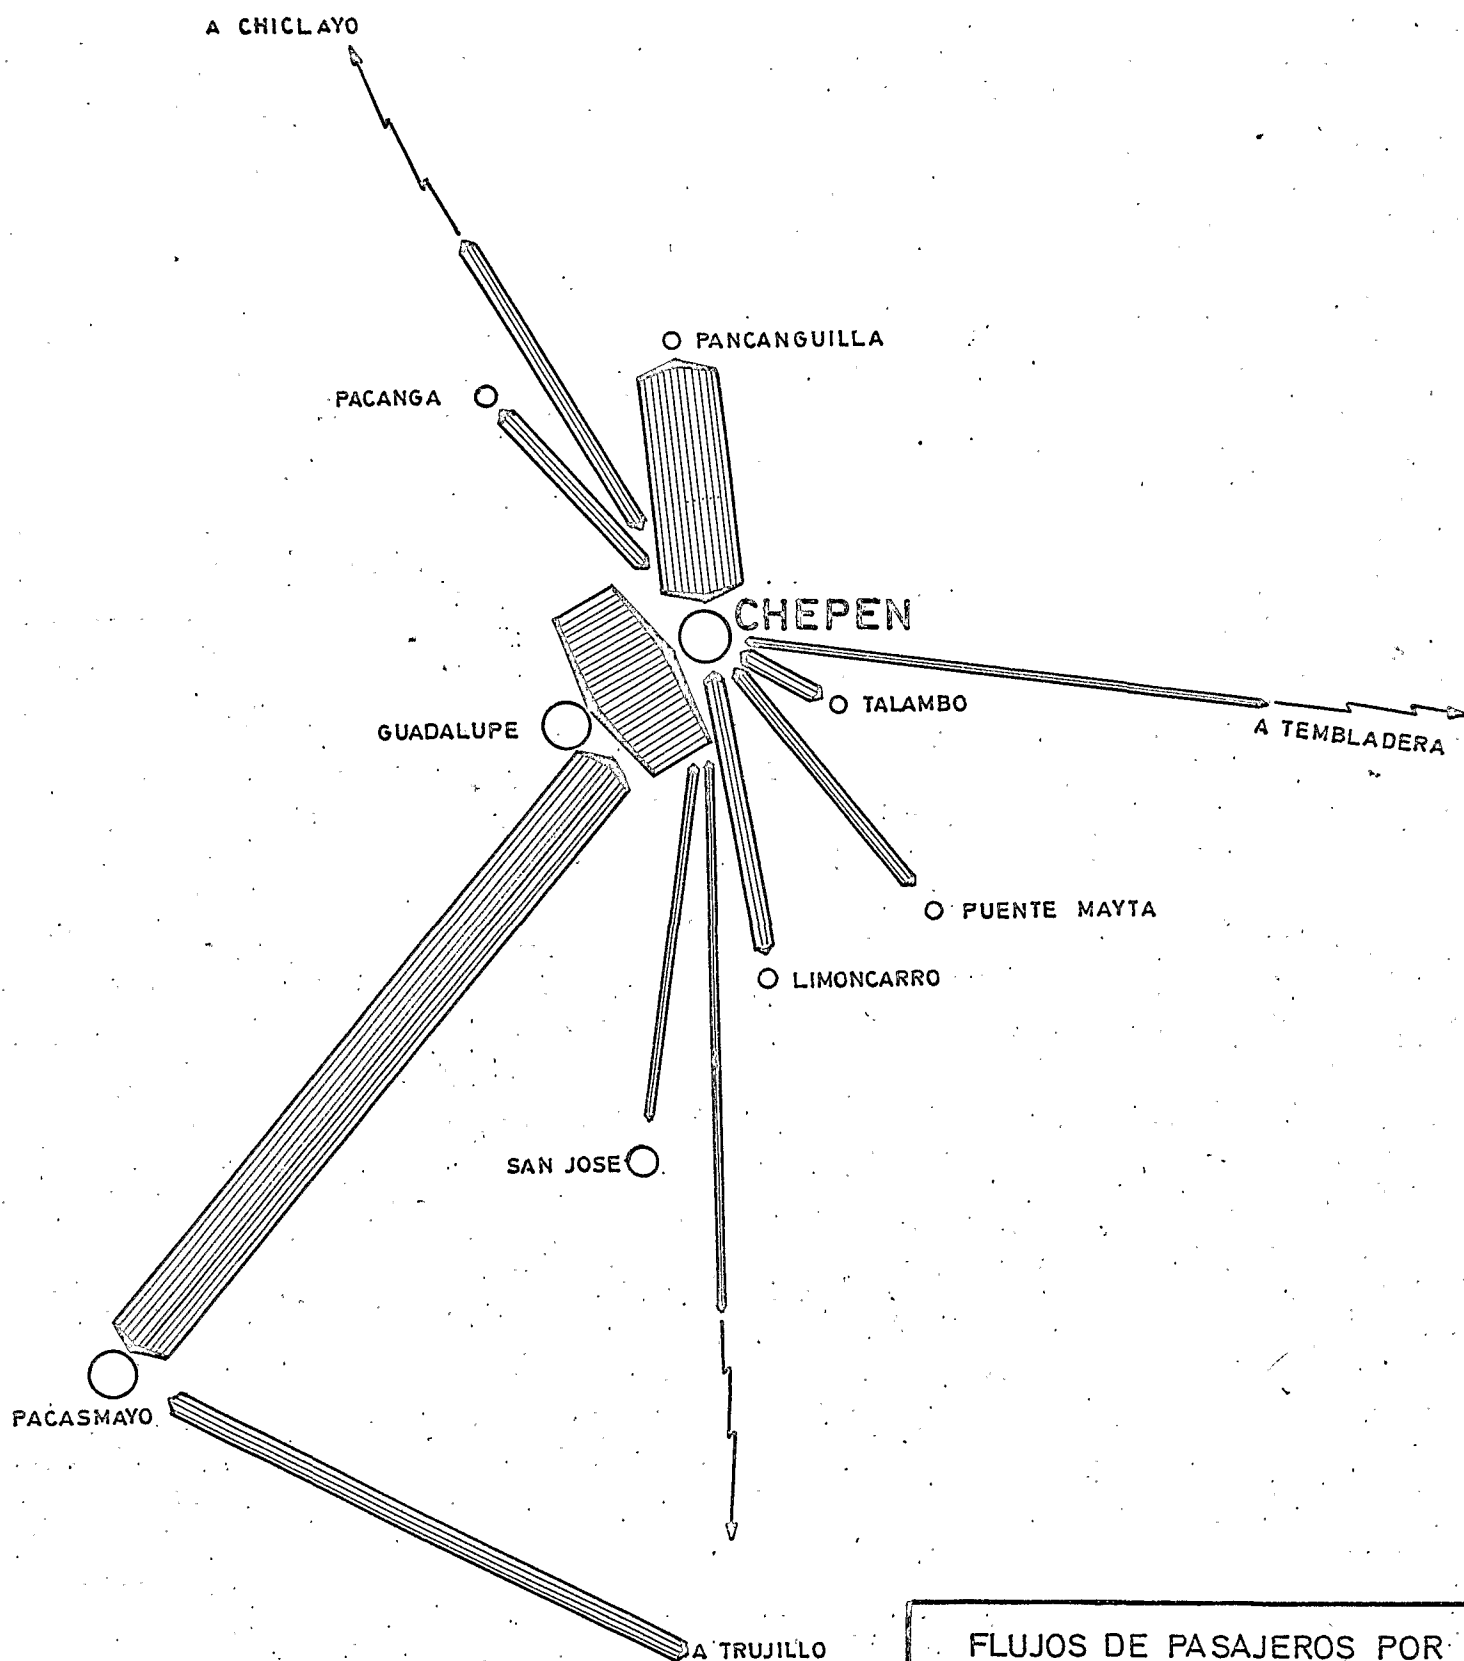 A CHICLAYO
PANCANGUILLA
PACANGA
CHEPEN
TALAMBO
GUADALUPE
A TEMBLADERA
PUENTE MAYTA
LIMONCARRO
SAN JOSE
PACASMAYO
A TRUJILLO
FLUJOS DE PASAJEROS POR